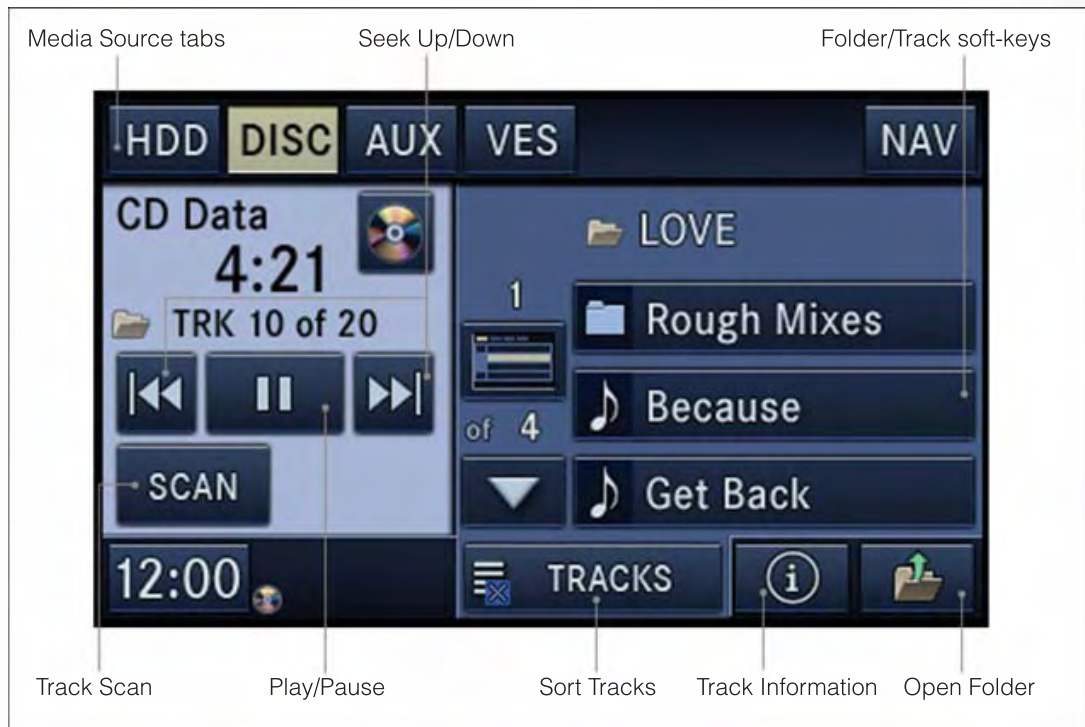 Media Source tabs Seek Up/Down Folder/Track soft-keys
HDD DISC AUX VES NAV
CD Data
4:21
TRK 10 of 20
SCAN
12:00
LOVE
1
of 4
Rough Mixes
Because
Get Back
TRACKS
Track Scan Play/Pause Sort Tracks Track Information Open Folder